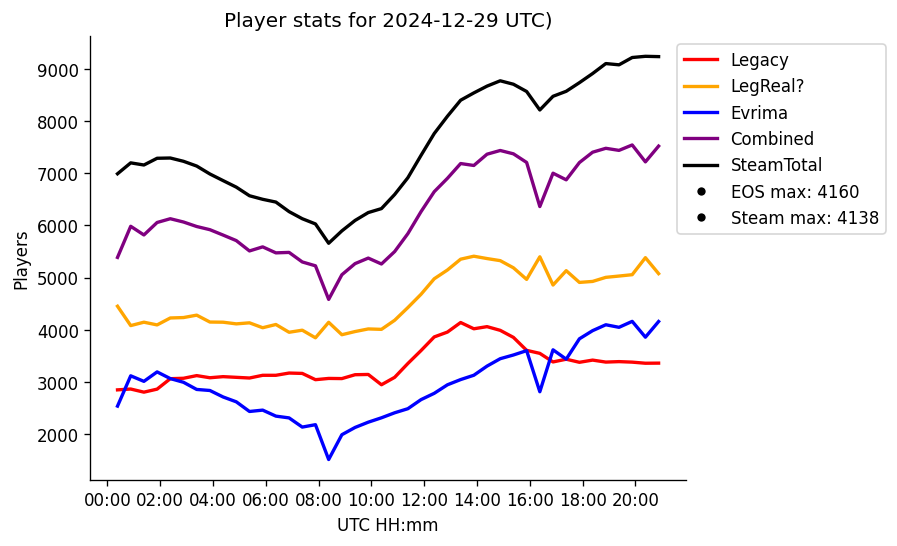 Player stats for 2024-12-29 UTC)
Players
9000
8000
7000
6000
5000
4000
3000
2000
00:00 02:00 04:00 06:00 08:00 10:00 12:00 14:00 16:00 18:00 20:00
UTC HH:mm
Legacy
LegReal?
Evrima
Combined
SteamTotal
EOS max: 4160
Steam max: 4138